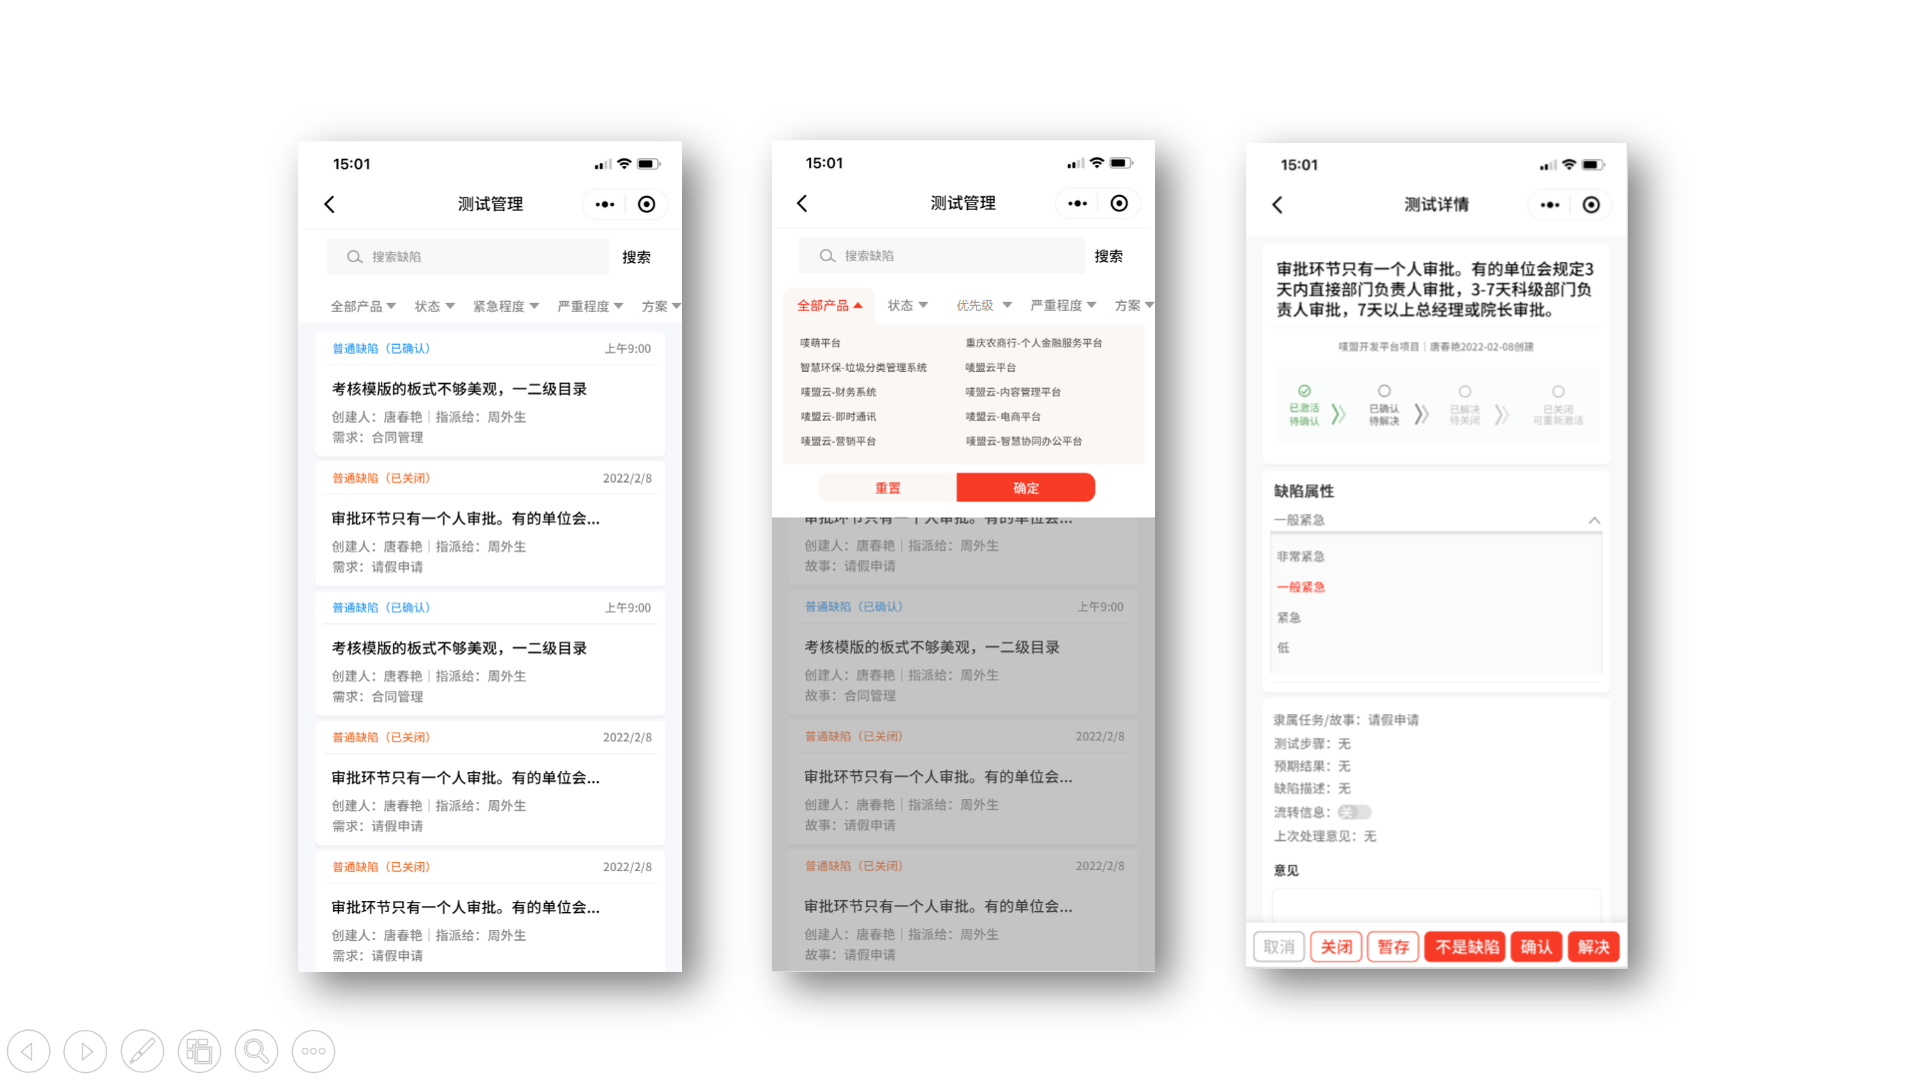 15:01
测试管理
搜索缺陷
搜索
全部产品 状态 紧急程度 严重程度 方案
普通缺陷（已确认） 上午9:00
考核模版的板式不够美观，一二级目录
创建人：唐春艳｜指派给：周外生
需求：合同管理
普通缺陷（已关闭） 2022/2/8
审批环节只有一个人审批。有的单位会...
创建人：唐春艳｜指派给：周外生
需求：请假申请
普通缺陷（已确认） 上午9:00
考核模版的板式不够美观，一二级目录
创建人：唐春艳｜指派给：周外生
需求：合同管理
普通缺陷（已关闭） 2022/2/8
审批环节只有一个人审批。有的单位会...
创建人：唐春艳｜指派给：周外生
需求：请假申请
普通缺陷（已关闭） 2022/2/8
审批环节只有一个人审批。有的单位会...
创建人：唐春艳｜指派给：周外生
需求：请假申请
15:01
测试管理
搜索缺陷
搜索
全部产品 状态 优先级 严重程度 方案
唛萌平台 重庆农商行-个人金融服务平台
智慧环保-垃圾分类管理系统 唛盟云平台
唛盟云-财务系统 唛盟云-内容管理平台
唛盟云-即时通讯 唛盟云-电商平台
唛盟云-营销平台 唛盟云-智慧协同办公平台
重置 确定
审批环节只有一个人审批。有的单位会...
创建人：唐春艳｜指派给：周外生
故事：请假申请
普通缺陷（已确认） 上午9:00
考核模版的板式不够美观，一二级目录
创建人：唐春艳｜指派给：周外生
故事：合同管理
普通缺陷（已关闭） 2022/2/8
审批环节只有一个人审批。有的单位会...
创建人：唐春艳｜指派给：周外生
故事：请假申请
普通缺陷（已关闭） 2022/2/8
审批环节只有一个人审批。有的单位会...
创建人：唐春艳｜指派给：周外生
故事：请假申请
15:01
测试详情
审批环节只有一个人审批。有的单位会规定3
天内直接部门负责人审批，3-7天科级部门负
责人审批，7天以上总经理或院长审批。
唛盟开发平台项目｜唐春艳2022-02-08创建
已激活 已确认 已解决 已关闭
待确认 待解决 待关闭 可重新激活
缺陷属性
一般紧急
非常紧急
一般紧急
紧急
低
隶属任务/故事：请假申请
测试步骤：无
预期结果：无
缺陷描述：无
流转信息：关
上次处理意见：无
意见
取消 关闭 暂存 不是缺陷 确认 解决